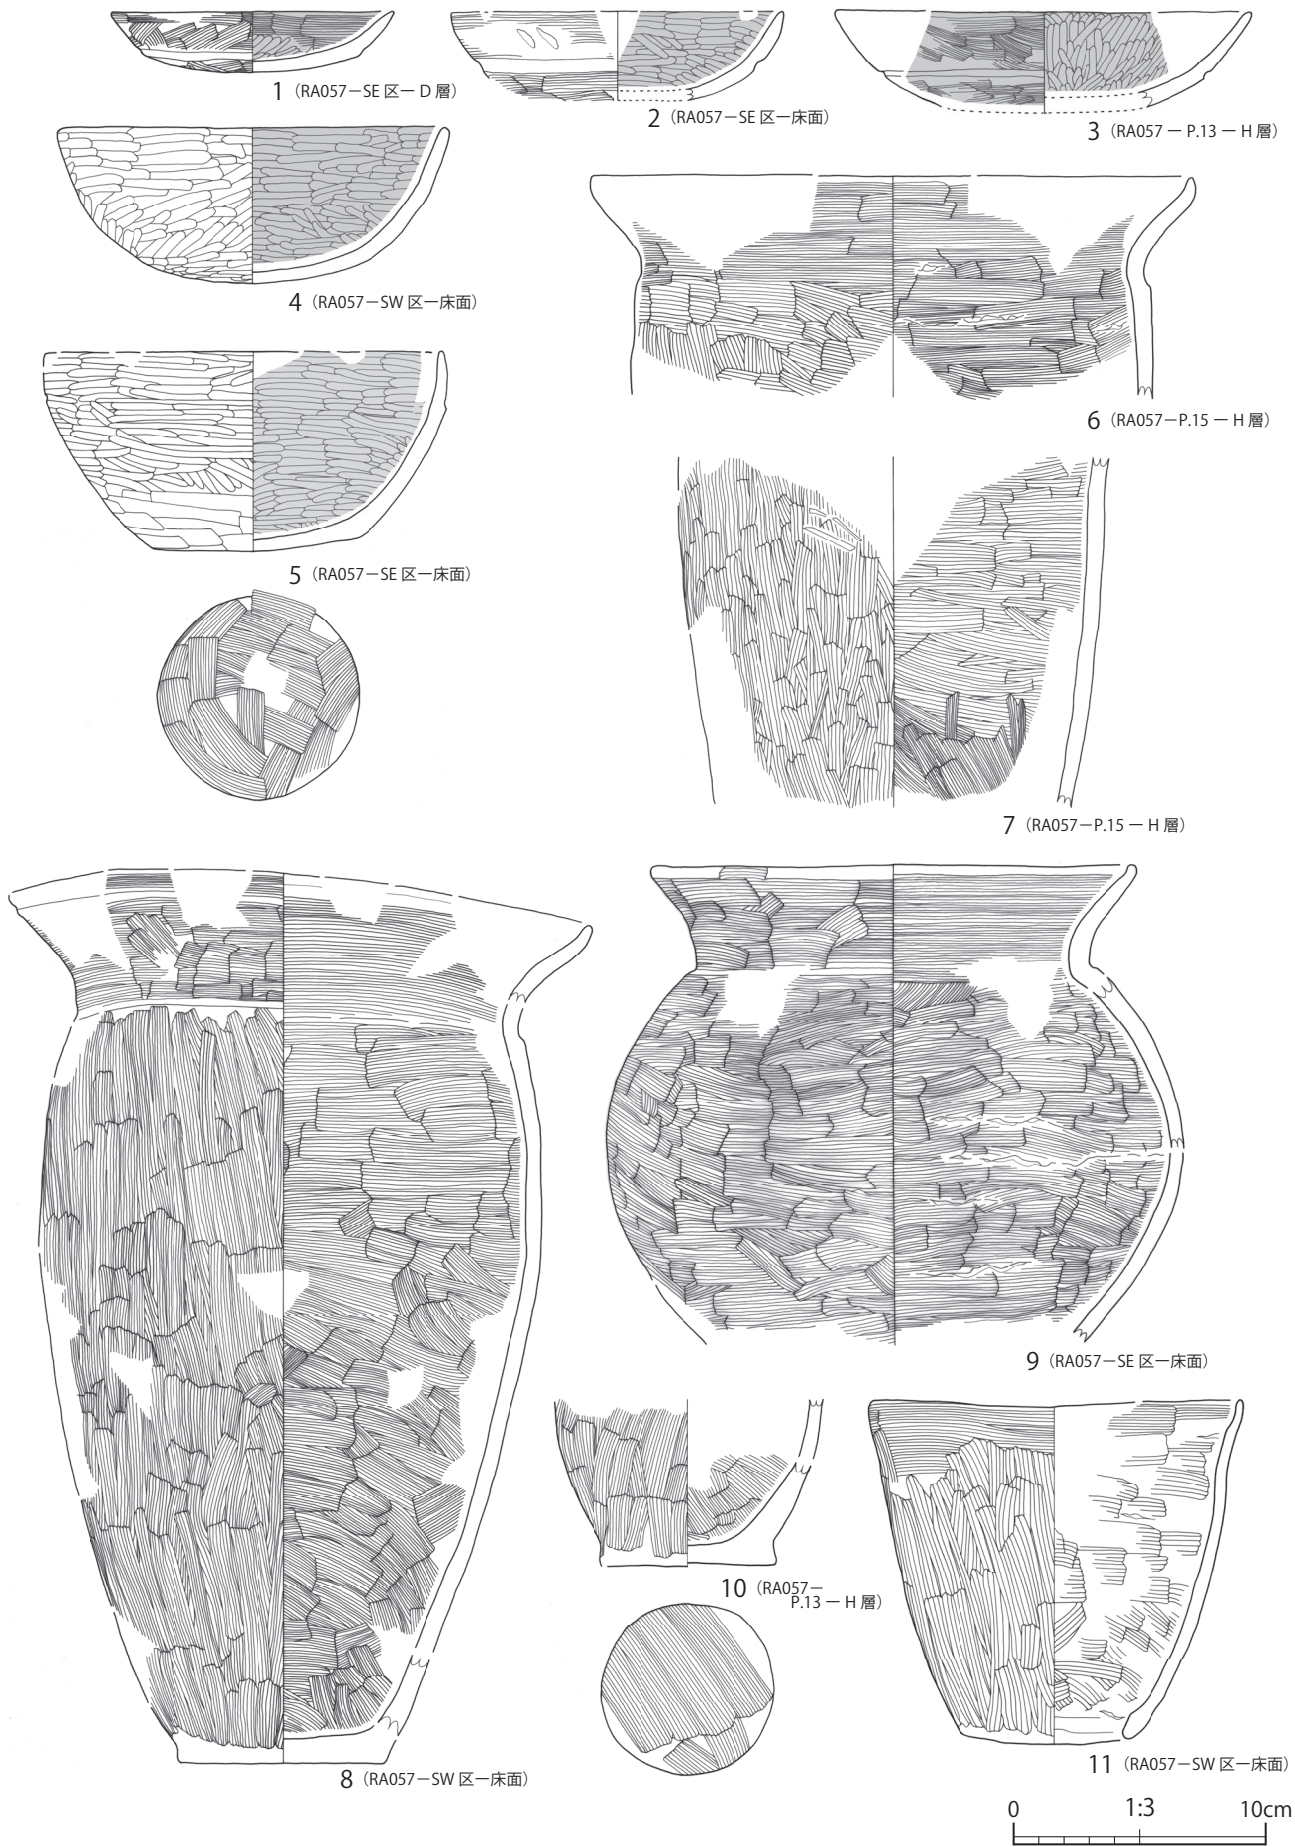 1（RA057－SE 区－D 層）
2（RA057－SE 区－床面）
3（RA057 － P.13 － H 層）
4（RA057－SW 区－床面）
5（RA057－SE 区－床面）
6（RA057－P.15 － H 層）
7（RA057－P.15 － H 層）
8（RA057－SW 区－床面）
9（RA057－SE 区－床面）
10（RA057－
P.13 － H 層）
11（RA057－SW 区－床面）
0 1:3 10cm